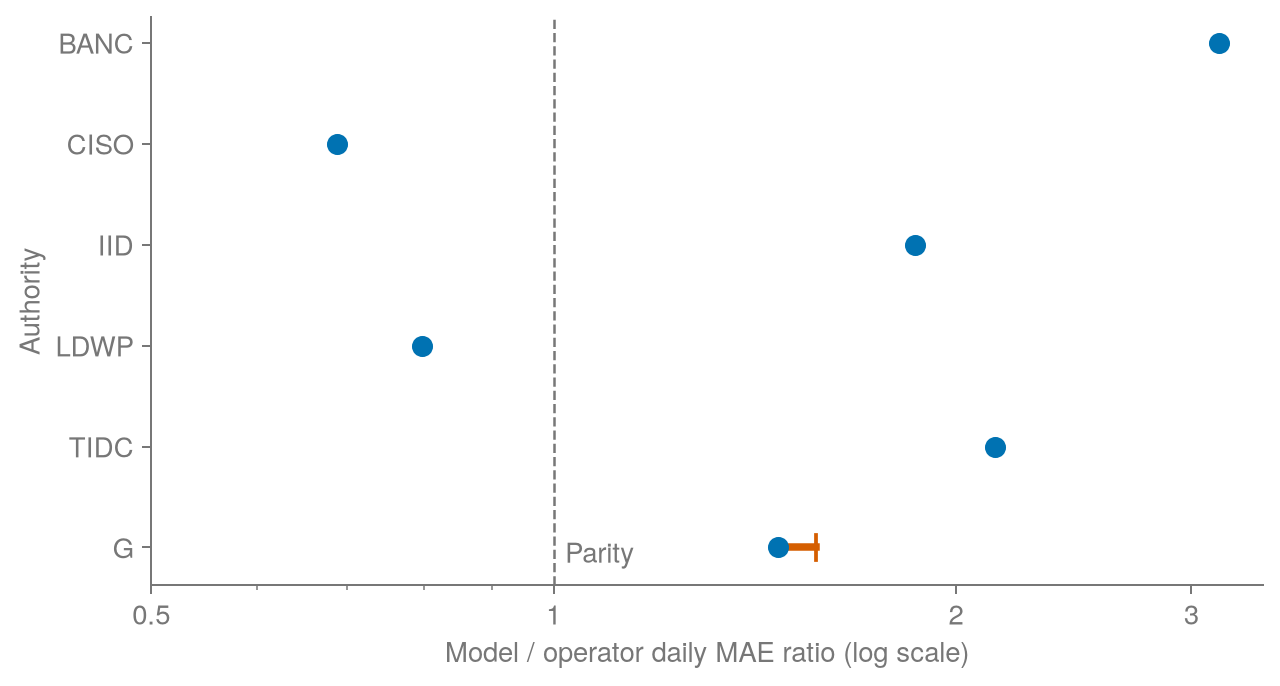 BANC
CISO
IID
LDWP
TIDC
G
Authority
Parity
0.5 1 2 3
Model / operator daily MAE ratio (log scale)